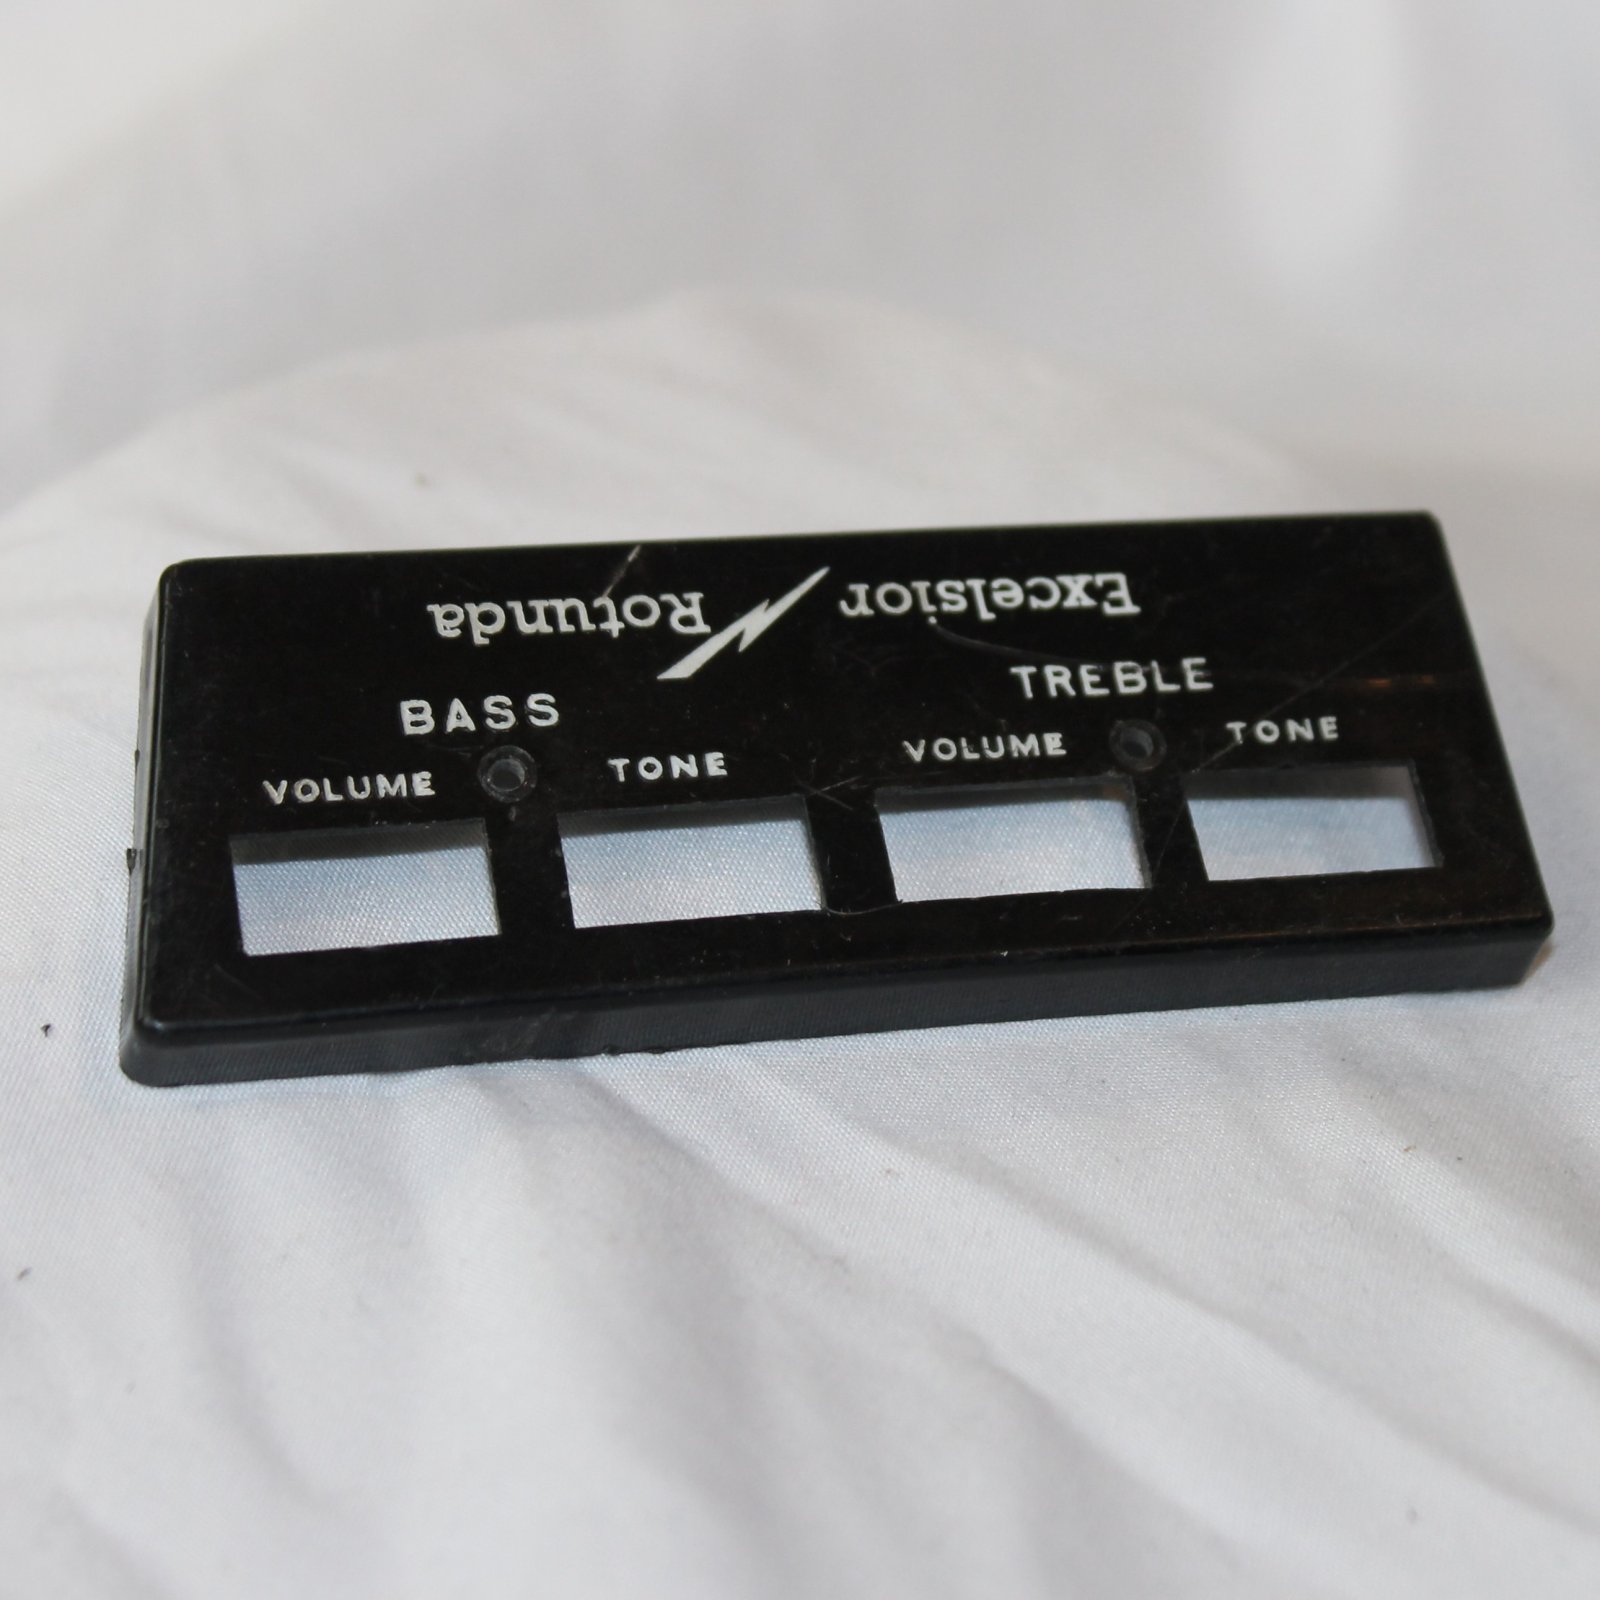 Excelsior Rotunda
BASS TREBLE
VOLUME TONE VOLUME TONE